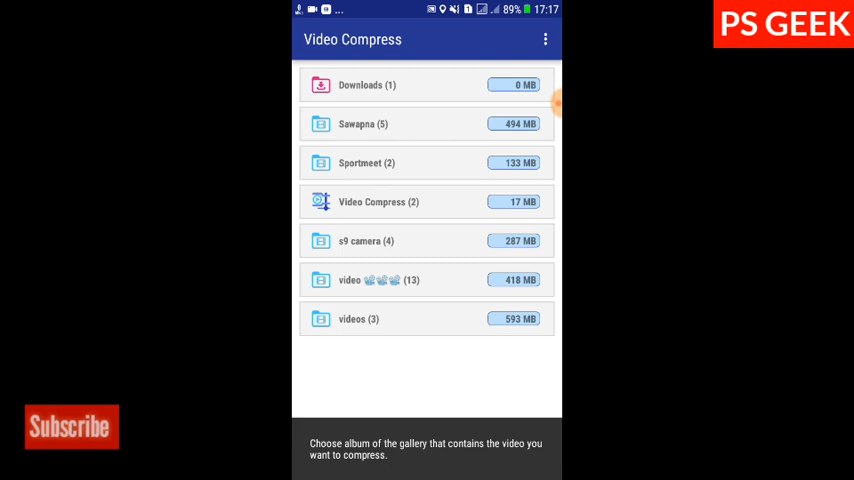 ... 89% 17:17
PS GEEK
Video Compress
Downloads (1) 0 MB
Sawapna (5) 494 MB
Sportmeet (2) 133 MB
Video Compress (2) 17 MB
s9 camera (4) 287 MB
video 📽📽📽 (13) 418 MB
videos (3) 593 MB
Subscribe
Choose album of the gallery that contains the video you
want to compress.